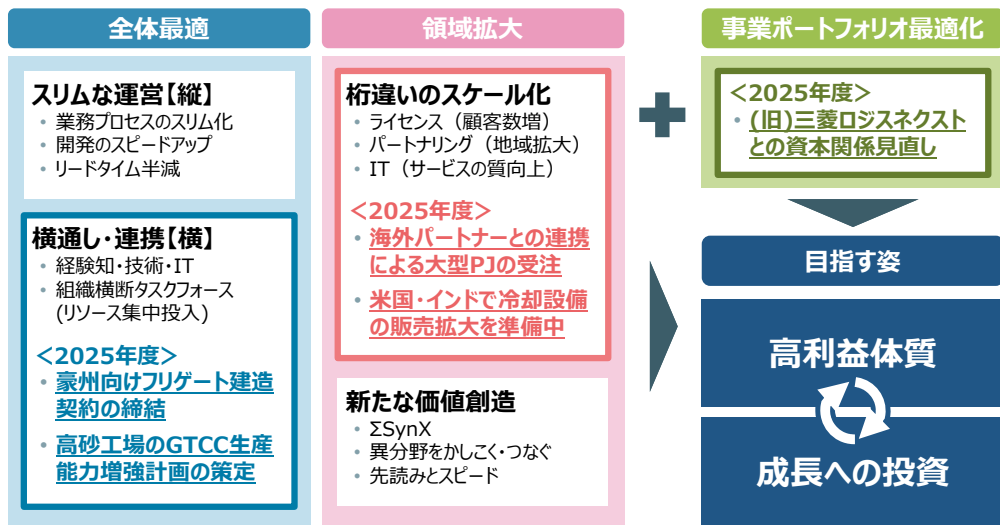 全体最適
スリムな運営【縦】
・ 業務プロセスのスリム化
・ 開発のスピードアップ
・ リードタイム半減
横通し・連携【横】
・ 経験知・技術・IT
・ 組織横断タスクフォース
(リソース集中投入)
＜2025年度＞
・ 豪州向けフリゲート建造
契約の締結
・ 高砂工場のGTCC生産
能力増強計画の策定
領域拡大
桁違いのスケール化
・ ライセンス（顧客数増）
・ パートナリング（地域拡大）
・ IT（サービスの質向上）
＜2025年度＞
・ 海外パートナーとの連携
による大型PJの受注
・ 米国・インドで冷却設備
の販売拡大を準備中
新たな価値創造
・ ΣSynX
・ 異分野をかしこく・つなぐ
・ 先読みとスピード
事業ポートフォリオ最適化
＜2025年度＞
・ (旧)三菱ロジスネクスト
との資本関係見直し
目指す姿
高利益体質
成長への投資